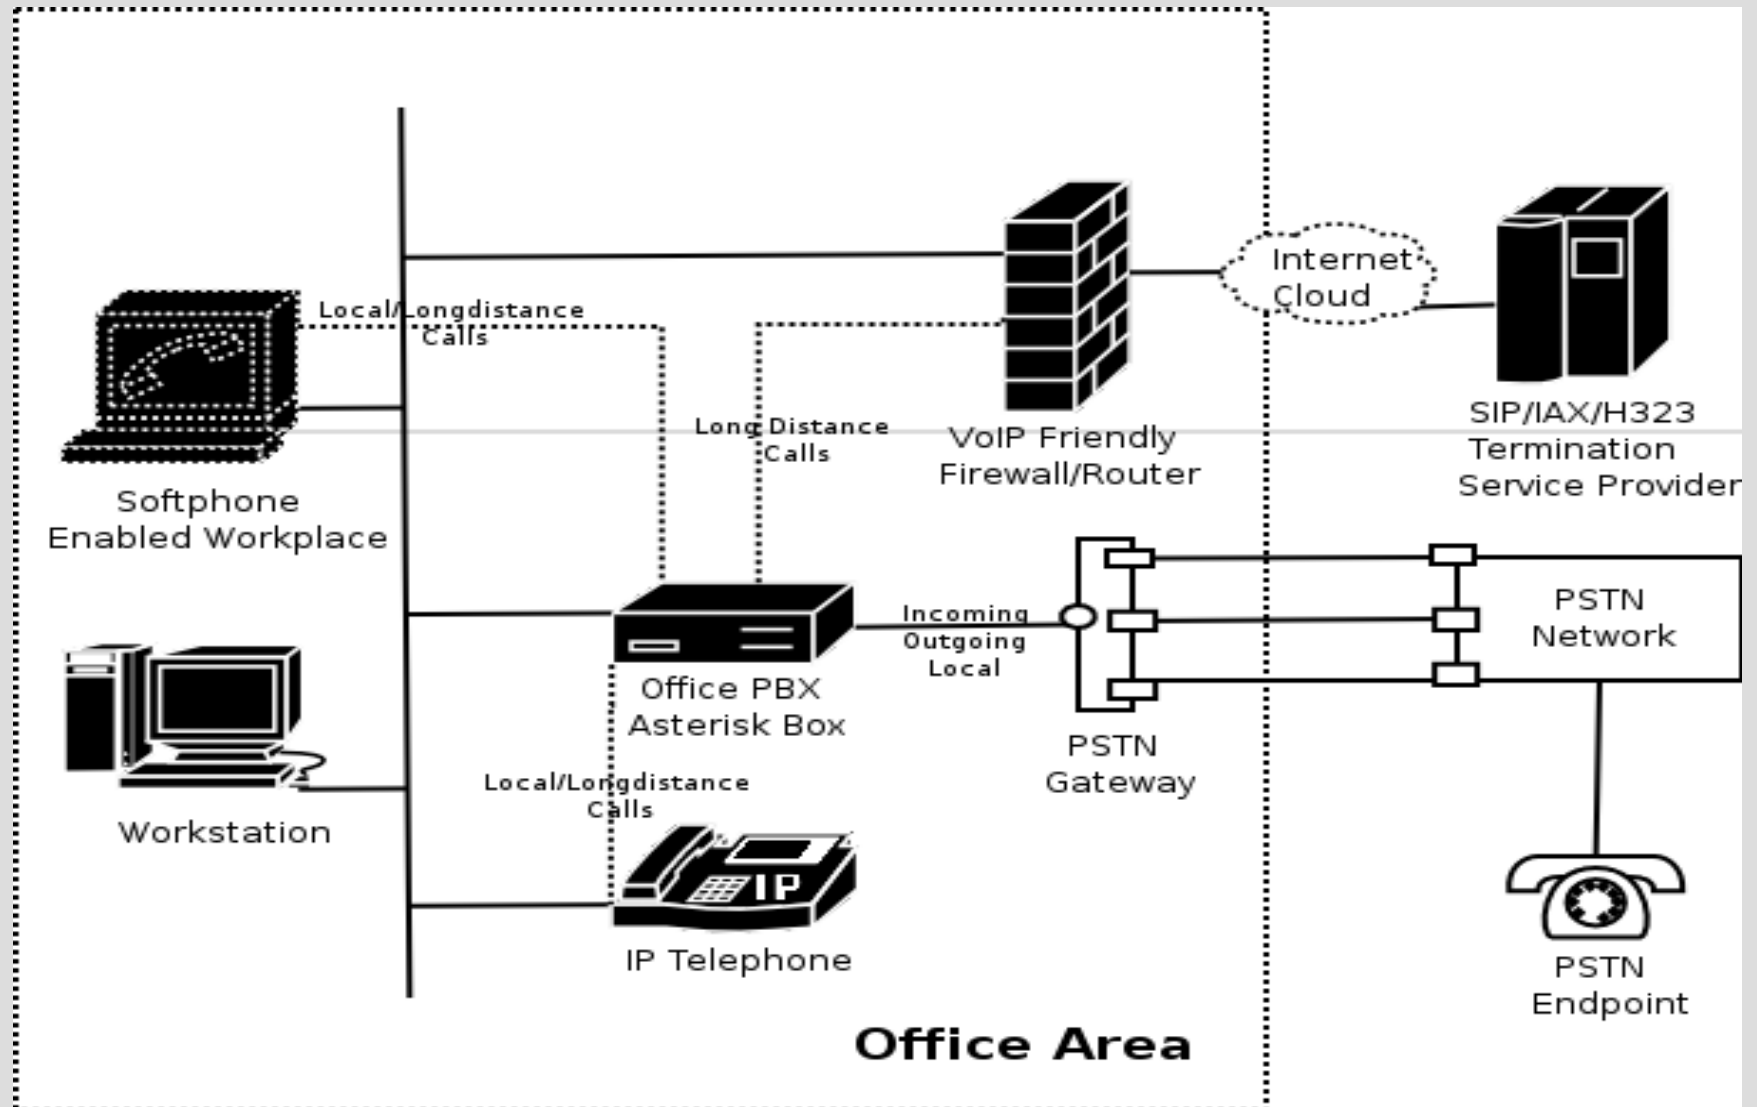 Internet
Cloud
Local/Longdistance
Calls
SIP/IAX/H323
Termination
Service Provider
Long Distance
Calls
VoIP Friendly
Firewall/Router
Softphone
Enabled Workplace
PSTN
Network
Incoming
Outgoing
Local
Office PBX
Asterisk Box
PSTN
Gateway
Local/Longdistance
Calls
Workstation
IP
IP Telephone
PSTN
Endpoint
Office Area